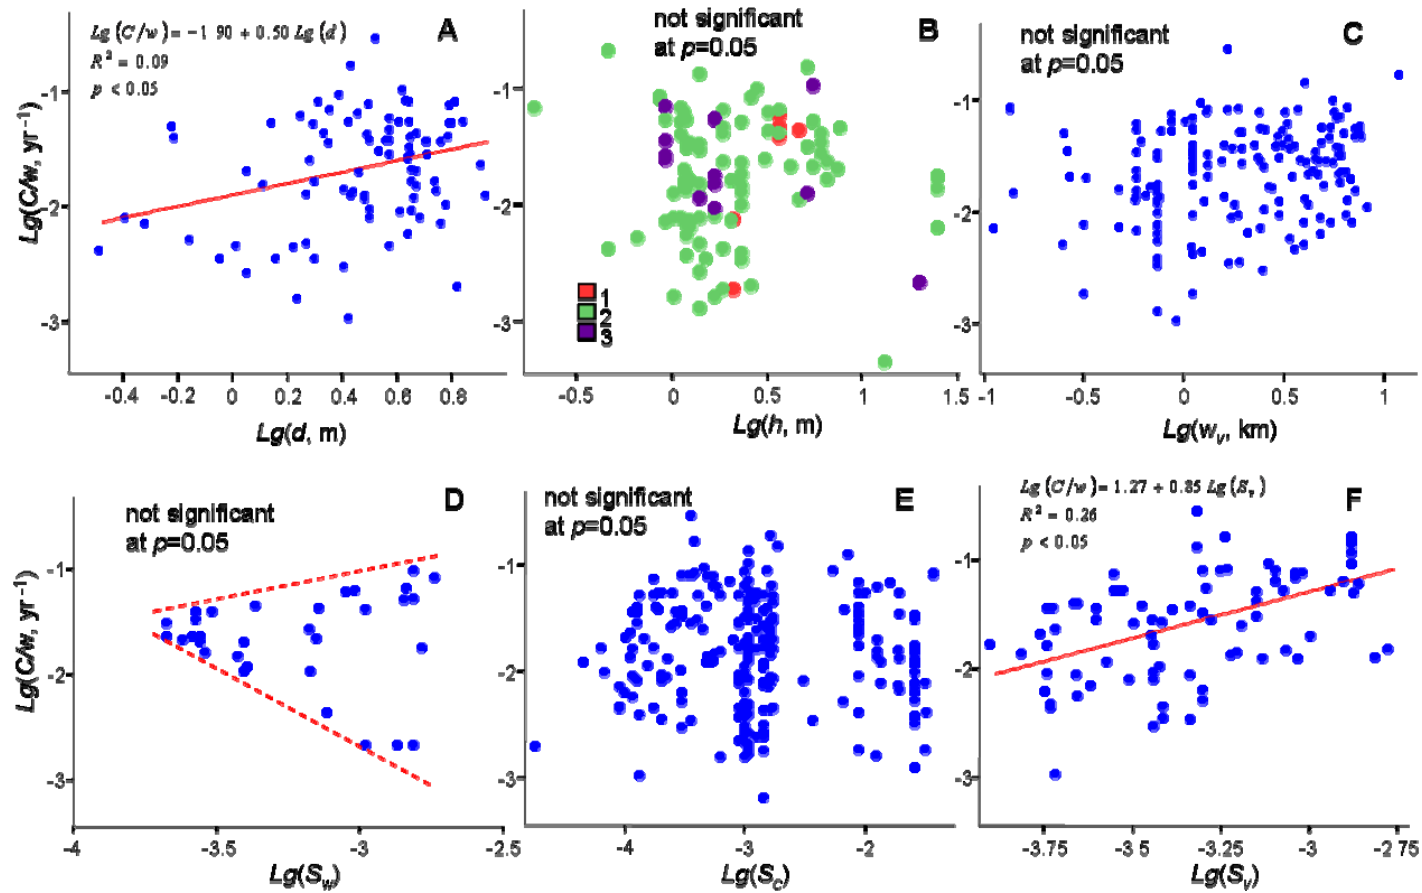 Lg (C/w) = −1 90 + 0.50 Lg (d)
R² = 0.09
p < 0.05
A
Lg(C/w, yr⁻¹)
-1
-2
-3
-0.4 -0.2 0 0.2 0.4 0.6 0.8
Lg(d, m)
not significant
at p=0.05
B
-1
-2
-3
1
2
3
-0.5 0 0.5 1 1.5
Lg(h, m)
not significant
at p=0.05
C
-1
-2
-3
-1 -0.5 0 0.5 1
Lg(wᵥ, km)
not significant
at p=0.05
D
Lg(C/w, yr⁻¹)
-1
-2
-3
-4 -3.5 -3 -2.5
Lg(S_w)
not significant
at p=0.05
E
-1
-2
-3
-4 -3 -2
Lg(S_c)
Lg (C/w) = 1.27 + 0.85 Lg (Sᵥ)
R² = 0.26
p < 0.05
F
-1
-2
-3
-3.75 -3 5 -3.25 -3 -2 75
Lg(Sᵥ)